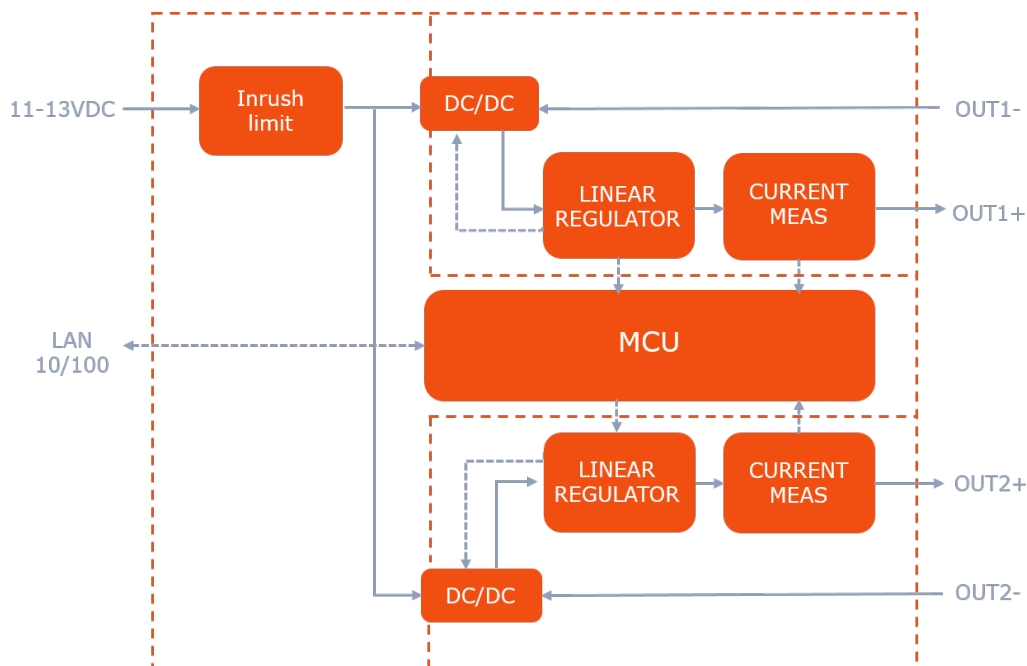 Inrush
limit
DC/DC
11-13VDC
OUT1-
LINEAR
REGULATOR
CURRENT
MEAS
OUT1+
MCU
LAN
10/100
LINEAR
REGULATOR
CURRENT
MEAS
OUT2+
DC/DC
OUT2-